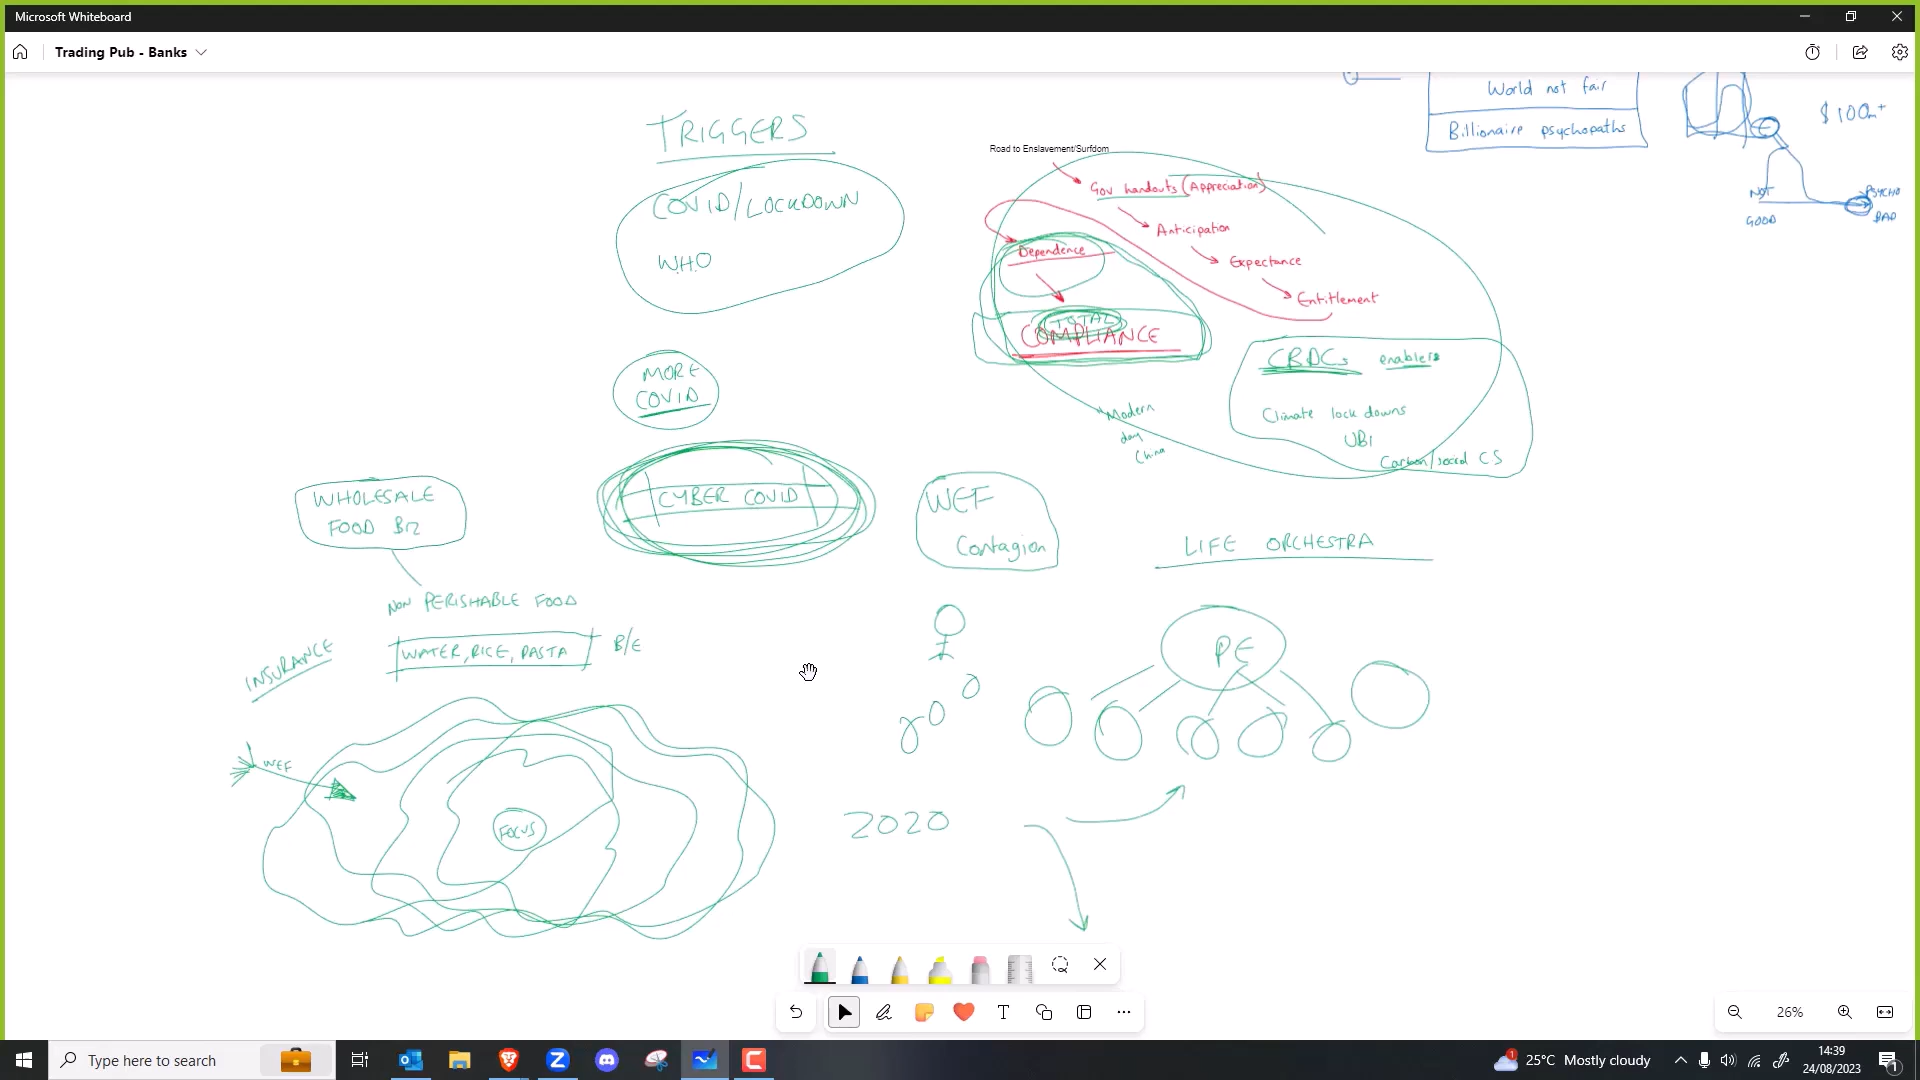 Microsoft Whiteboard
Trading Pub - Banks
World not fair
Billionaire psychopaths
$100m+
NOT
GOOD
PSYCHO
BAD
TRIGGERS
COVID/LOCKDOWN
WHO
Road to Enslavement/Surfdom
Gov handouts (Appreciation)
Anticipation
Expectance
Entitlement
Dependence
TOTAL
COMPLIANCE
CBDCs enablers
Climate lock downs
UBI
Carbon/social CS
"Modern
day
China
MORE
COVID
CYBER COVID
WHOLESALE
FOOD BIZ
NON PERISHABLE FOOD
WATER, RICE, PASTA B/E
INSURANCE
WEF
FOCUS
WEF
Contagion
LIFE ORCHESTRA
PE
2020
26%
Type here to search
25°C Mostly cloudy
14:39
24/08/2023